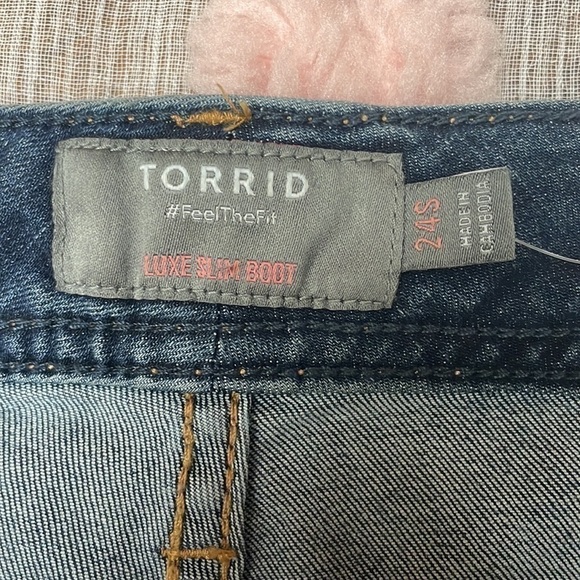 TORRID
#FeelTheFit
LUXE SLIM BOOT
24S
MADE IN
CAMBODIA